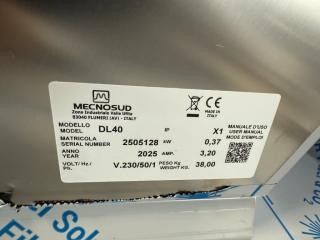 MECNOSUD
Zona Industriale Valle Ufita
83040 FLUMERI (AV) - ITALY
CE
MADE IN ITALY
MODELLO
MODEL DL40 IP X1
MATRICOLA
SERIAL NUMBER 2505128 KW 0,37
ANNO
YEAR 2025 AMP. 3,20
VOLT/Hz/
PS. V.230/50/1 PESO Kg
WEIGHT KG. 38,00
MANUALE D'USO
USER MANUAL
MODE D'EMPLOI